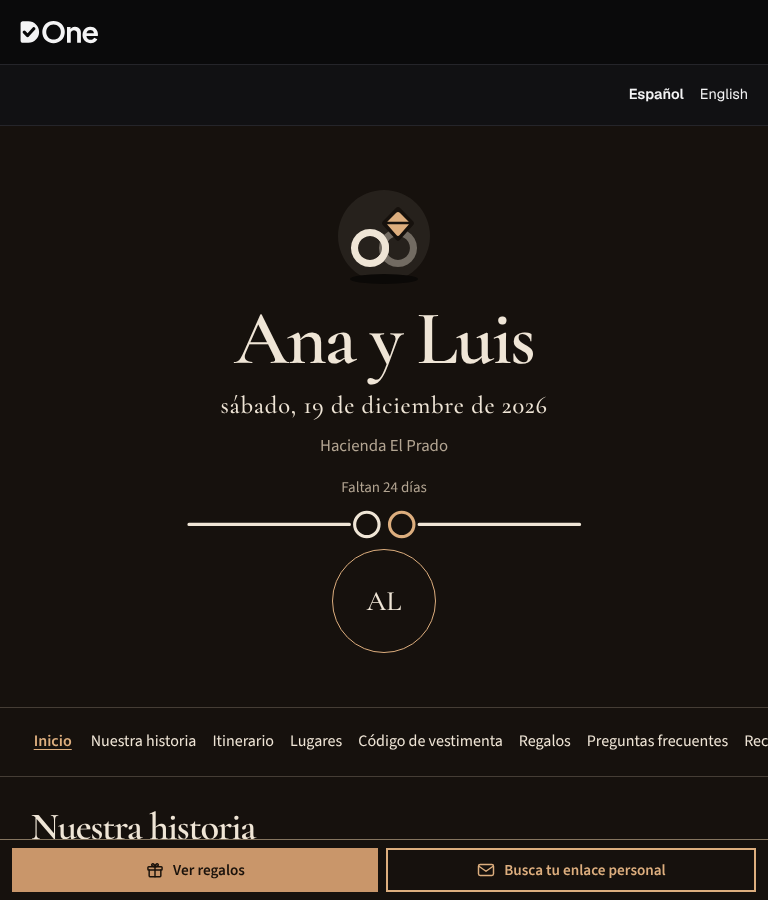 One
Español English
Ana y Luis
sábado, 19 de diciembre de 2026
Hacienda El Prado
Faltan 24 días
AL
Inicio Nuestra historia Itinerario Lugares Código de vestimenta Regalos Preguntas frecuentes Rec
Nuestra historia
Ver regalos Busca tu enlace personal